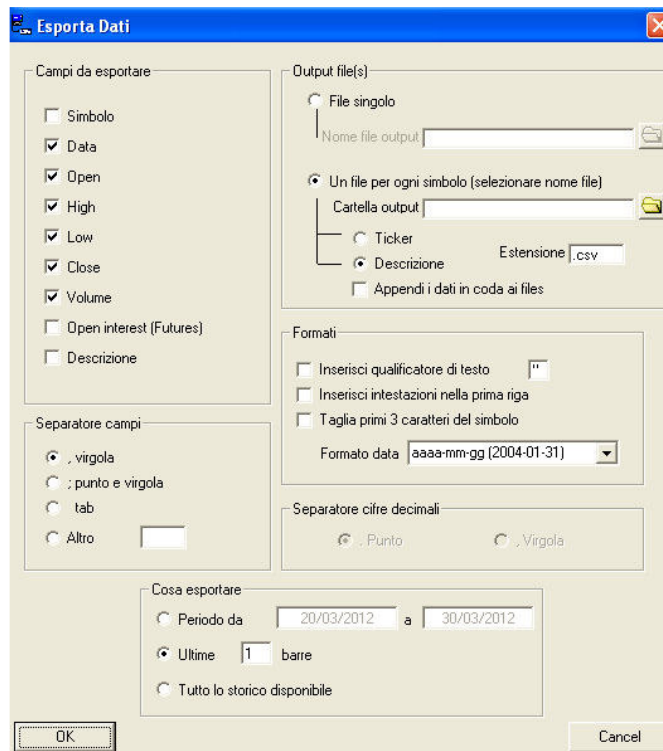 Esporta Dati
Campi da esportare
Simbolo
Data
Open
High
Low
Close
Volume
Open interest (Futures)
Descrizione
Separatore campi
, virgola
; punto e virgola
tab
Altro
Output file(s)
File singolo
Nome file output
Un file per ogni simbolo (selezionare nome file)
Cartella output
Ticker
Descrizione
Estensione .csv
Appendi i dati in coda ai files
Formati
Inserisci qualificatore di testo "
Inserisci intestazioni nella prima riga
Taglia primi 3 caratteri del simbolo
Formato data aaaa-mm-gg (2004-01-31)
Separatore cifre decimali
. Punto , Virgola
Cosa esportare
Periodo da 20/03/2012 a 30/03/2012
Ultime 1 barre
Tutto lo storico disponibile
OK Cancel